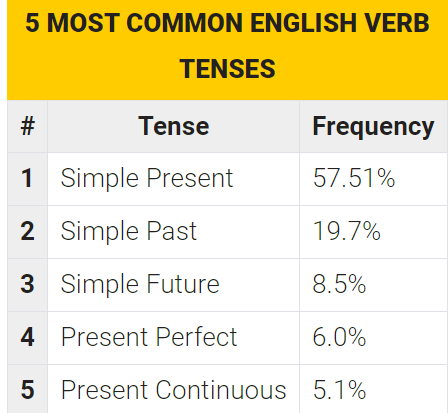 5 MOST COMMON ENGLISH VERB
TENSES
# Tense Frequency
1 Simple Present 57.51%
2 Simple Past 19.7%
3 Simple Future 8.5%
4 Present Perfect 6.0%
5 Present Continuous 5.1%